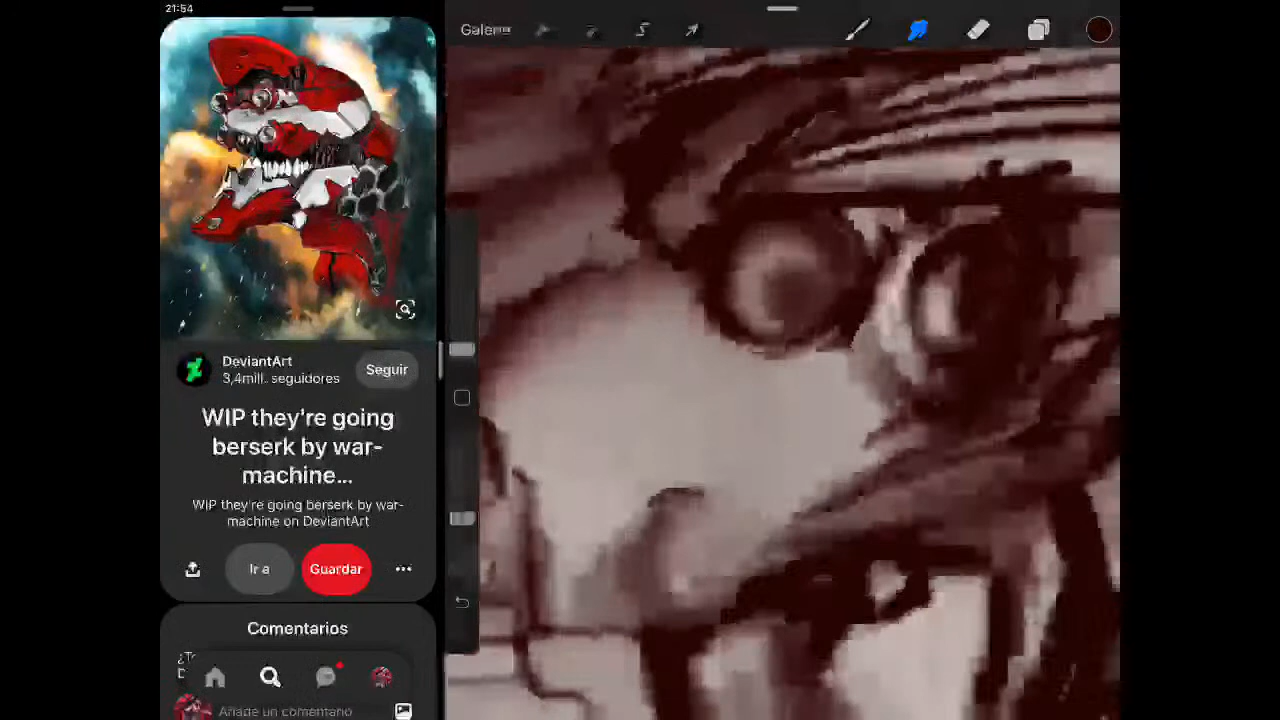 21:54
Galería
DeviantArt
3,4mill. seguidores
Seguir
WIP they're going
berserk by war-
machine...
WIP they're going berserk by war-
machine on DeviantArt
Ir a
Guardar
Comentarios
Añade un comentario